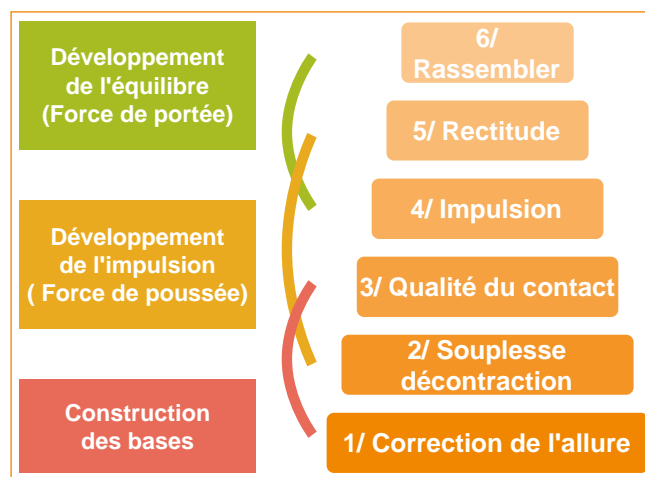 Développement
de l'équilibre
(Force de portée)
Développement
de l'impulsion
( Force de poussée)
Construction
des bases
6/
Rassembler
5/ Rectitude
4/ Impulsion
3/ Qualité du contact
2/ Souplesse
décontraction
1/ Correction de l'allure